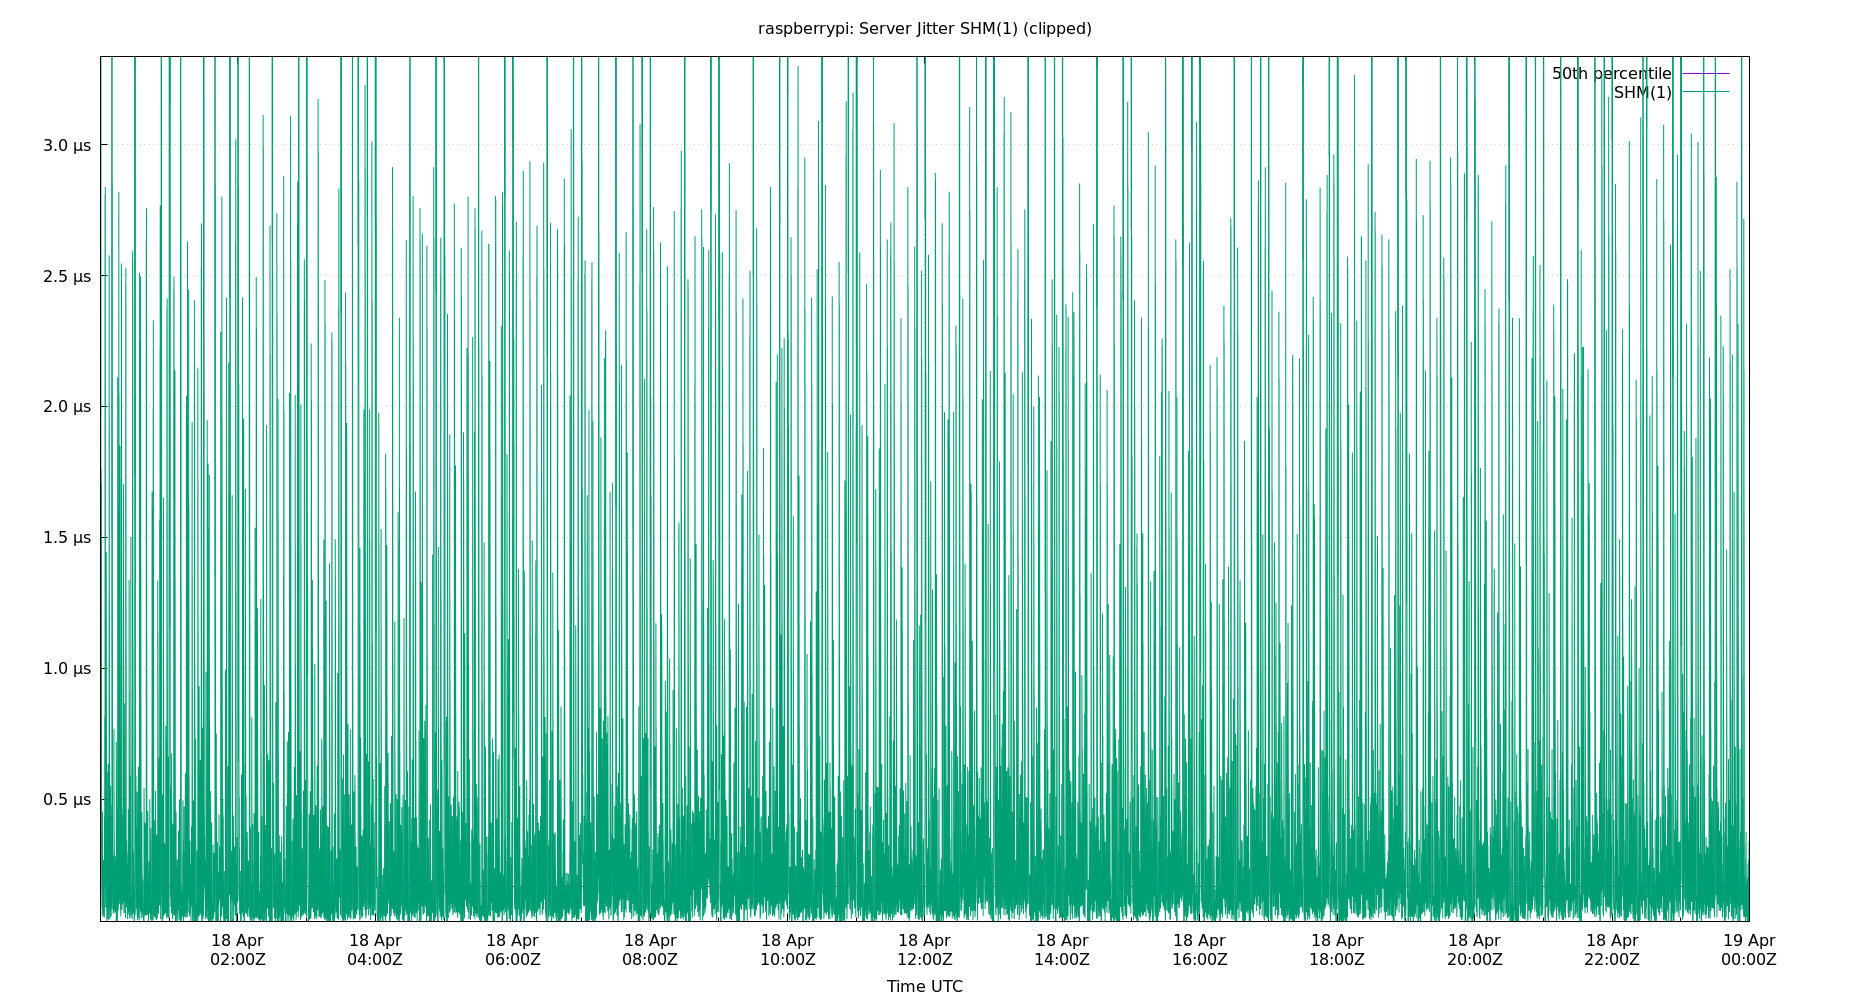 raspberrypi: Server Jitter SHM(1) (clipped)
50th percentile
SHM(1)
3.0 µs
2.5 µs
2.0 µs
1.5 µs
1.0 µs
0.5 µs
18 Apr 18 Apr 18 Apr 18 Apr 18 Apr 18 Apr 18 Apr 18 Apr 18 Apr 18 Apr 18 Apr 19 Apr
02:00Z 04:00Z 06:00Z 08:00Z 10:00Z 12:00Z 14:00Z 16:00Z 18:00Z 20:00Z 22:00Z 00:00Z
Time UTC